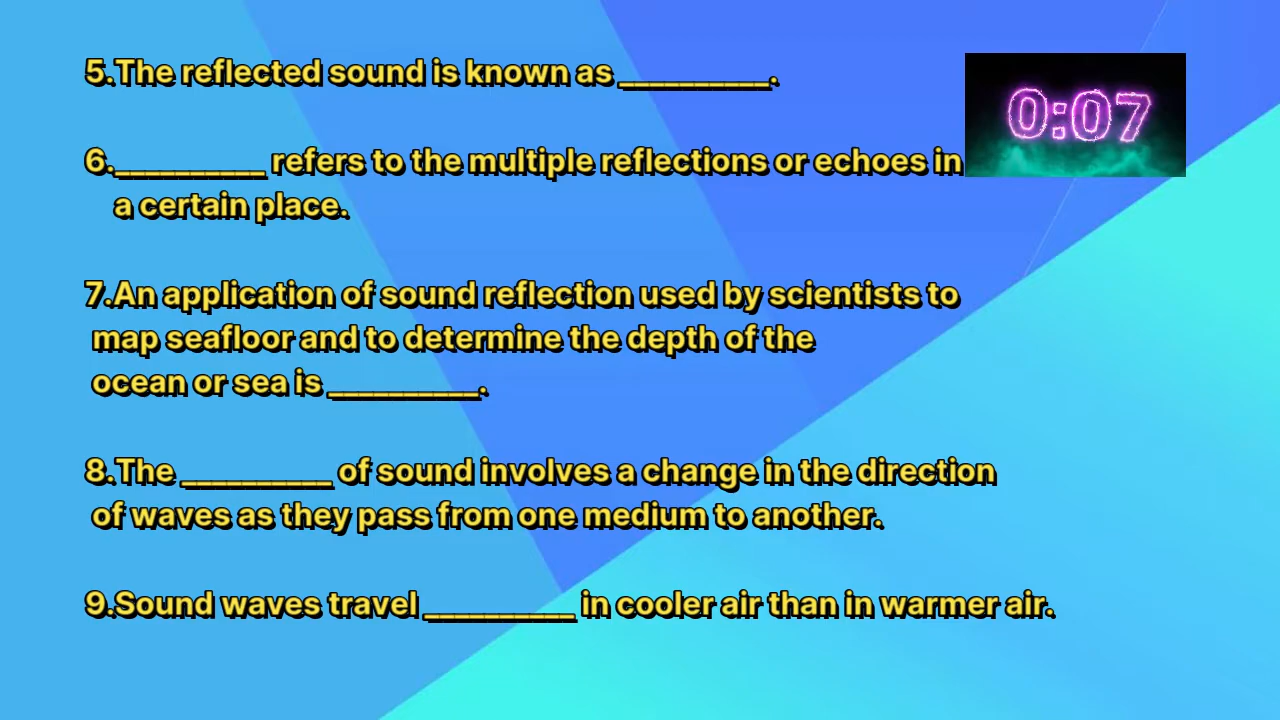 5.The reflected sound is known as __________.
0:07
6.__________ refers to the multiple reflections or echoes in
a certain place.
7.An application of sound reflection used by scientists to
map seafloor and to determine the depth of the
ocean or sea is __________.
8.The __________ of sound involves a change in the direction
of waves as they pass from one medium to another.
9.Sound waves travel __________ in cooler air than in warmer air.